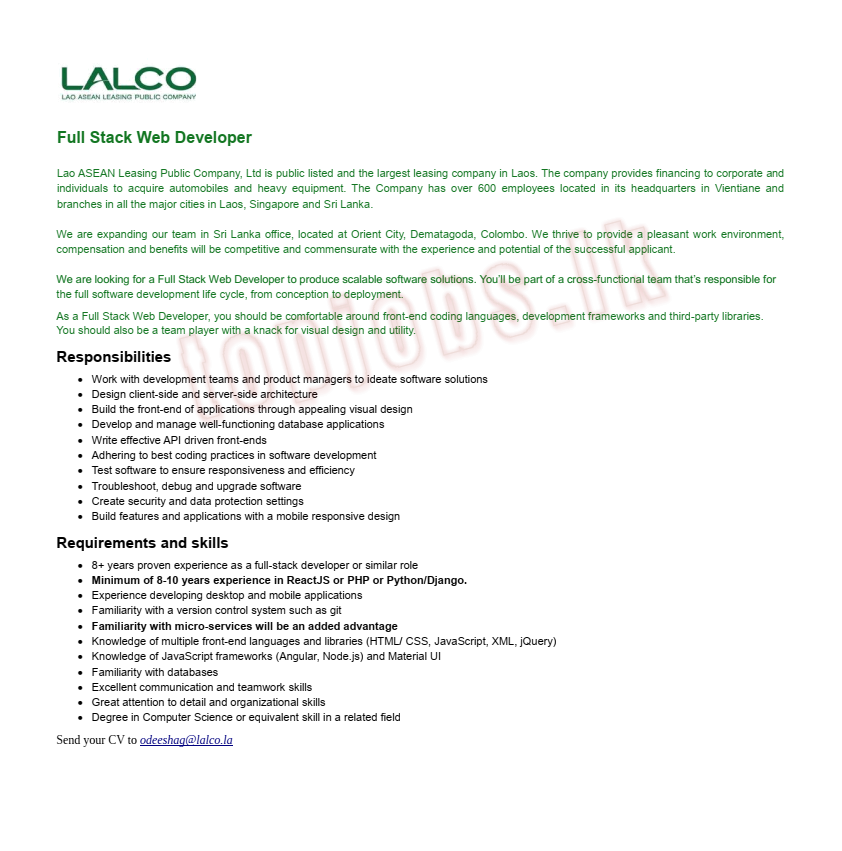 LALCO
LAO ASEAN LEASING PUBLIC COMPANY
Full Stack Web Developer
Lao ASEAN Leasing Public Company, Ltd is public listed and the largest leasing company in Laos. The company provides financing to corporate and
individuals to acquire automobiles and heavy equipment. The Company has over 600 employees located in its headquarters in Vientiane and
branches in all the major cities in Laos, Singapore and Sri Lanka.
We are expanding our team in Sri Lanka office, located at Orient City, Dematagoda, Colombo. We thrive to provide a pleasant work environment,
compensation and benefits will be competitive and commensurate with the experience and potential of the successful applicant.
We are looking for a Full Stack Web Developer to produce scalable software solutions. You'll be part of a cross-functional team that's responsible for
the full software development life cycle, from conception to deployment.
As a Full Stack Web Developer, you should be comfortable around front-end coding languages, development frameworks and third-party libraries.
You should also be a team player with a knack for visual design and utility.
topjobs.lk
Responsibilities
• Work with development teams and product managers to ideate software solutions
• Design client-side and server-side architecture
• Build the front-end of applications through appealing visual design
• Develop and manage well-functioning database applications
• Write effective API driven front-ends
• Adhering to best coding practices in software development
• Test software to ensure responsiveness and efficiency
• Troubleshoot, debug and upgrade software
• Create security and data protection settings
• Build features and applications with a mobile responsive design
Requirements and skills
• 8+ years proven experience as a full-stack developer or similar role
• Minimum of 8-10 years experience in ReactJS or PHP or Python/Django.
• Experience developing desktop and mobile applications
• Familiarity with a version control system such as git
• Familiarity with micro-services will be an added advantage
• Knowledge of multiple front-end languages and libraries (HTML/ CSS, JavaScript, XML, jQuery)
• Knowledge of JavaScript frameworks (Angular, Node.js) and Material UI
• Familiarity with databases
• Excellent communication and teamwork skills
• Great attention to detail and organizational skills
• Degree in Computer Science or equivalent skill in a related field
Send your CV to odeeshag@lalco.la